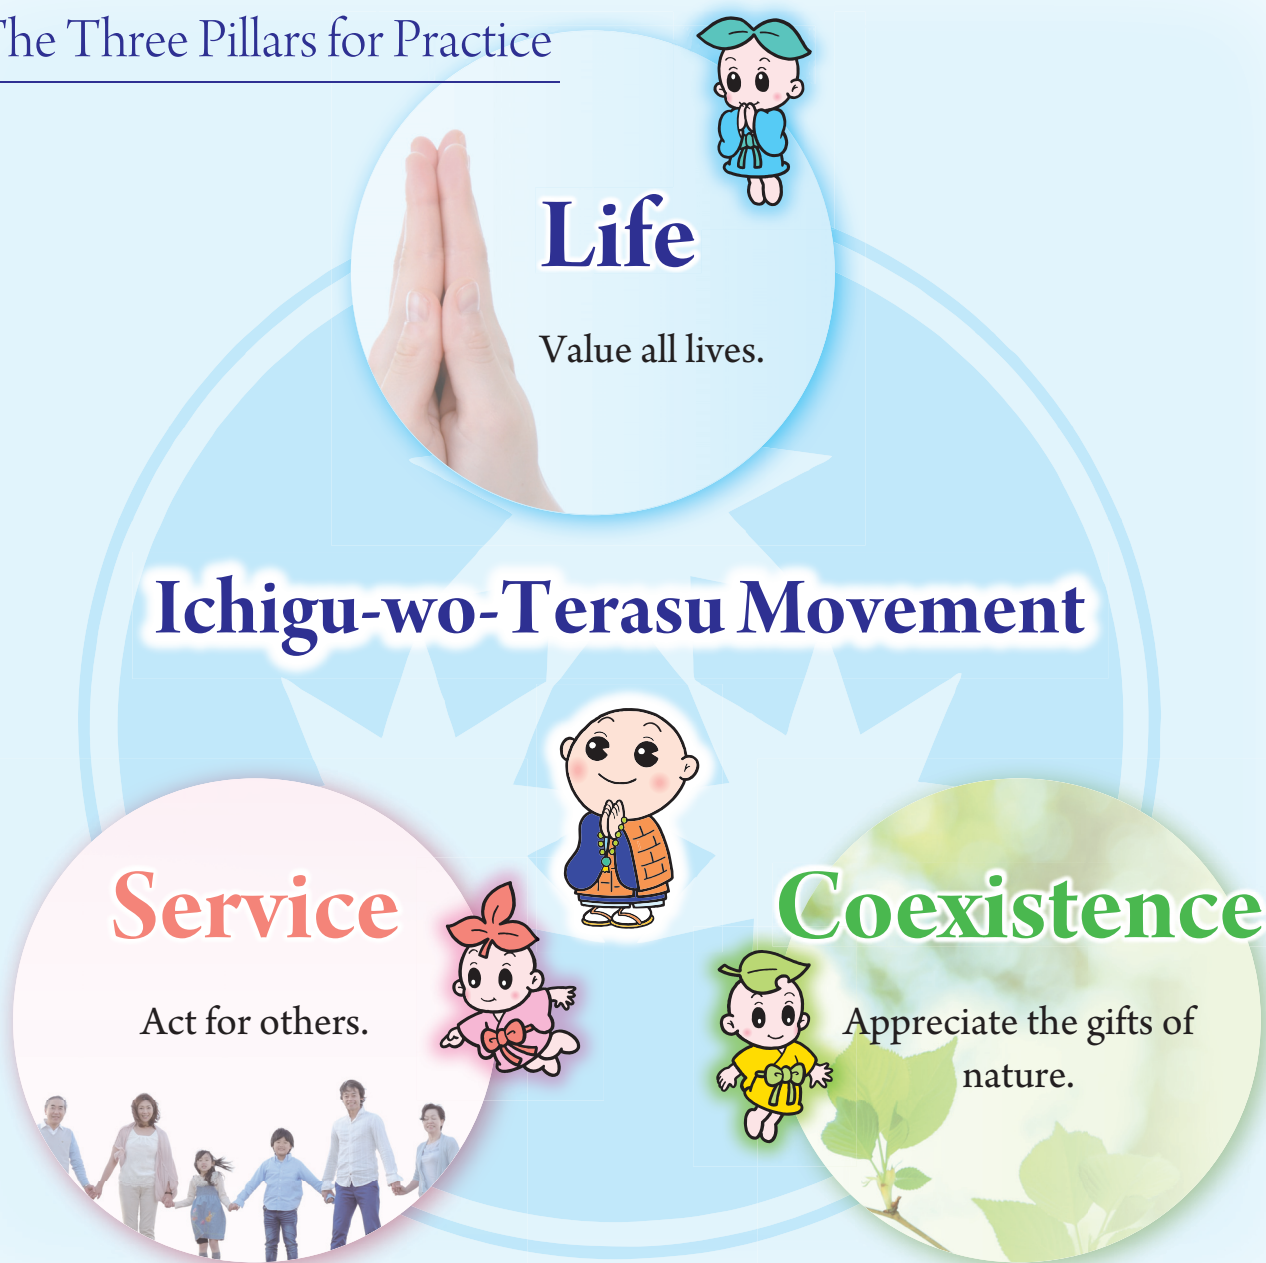 The Three Pillars for Practice
Life
Value all lives.
Ichigu-wo-Terasu Movement
Service
Act for others.
Coexistence
Appreciate the gifts of
nature.